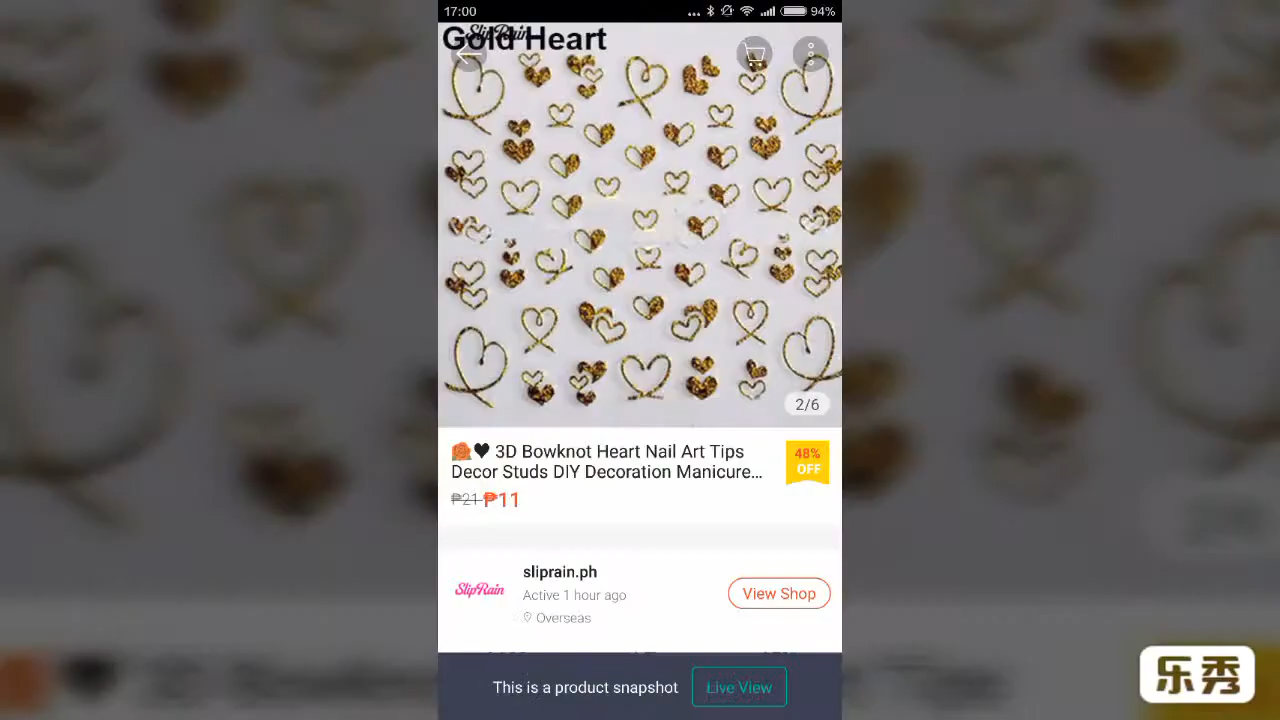 17:00
94%
SlipRain
Gold Heart
2/6
3D Bowknot Heart Nail Art Tips
Decor Studs DIY Decoration Manicure...
48%
OFF
₱21 ₱11
sliprain.ph
SlipRain
Active 1 hour ago
View Shop
Overseas
This is a product snapshot
Live View
乐秀